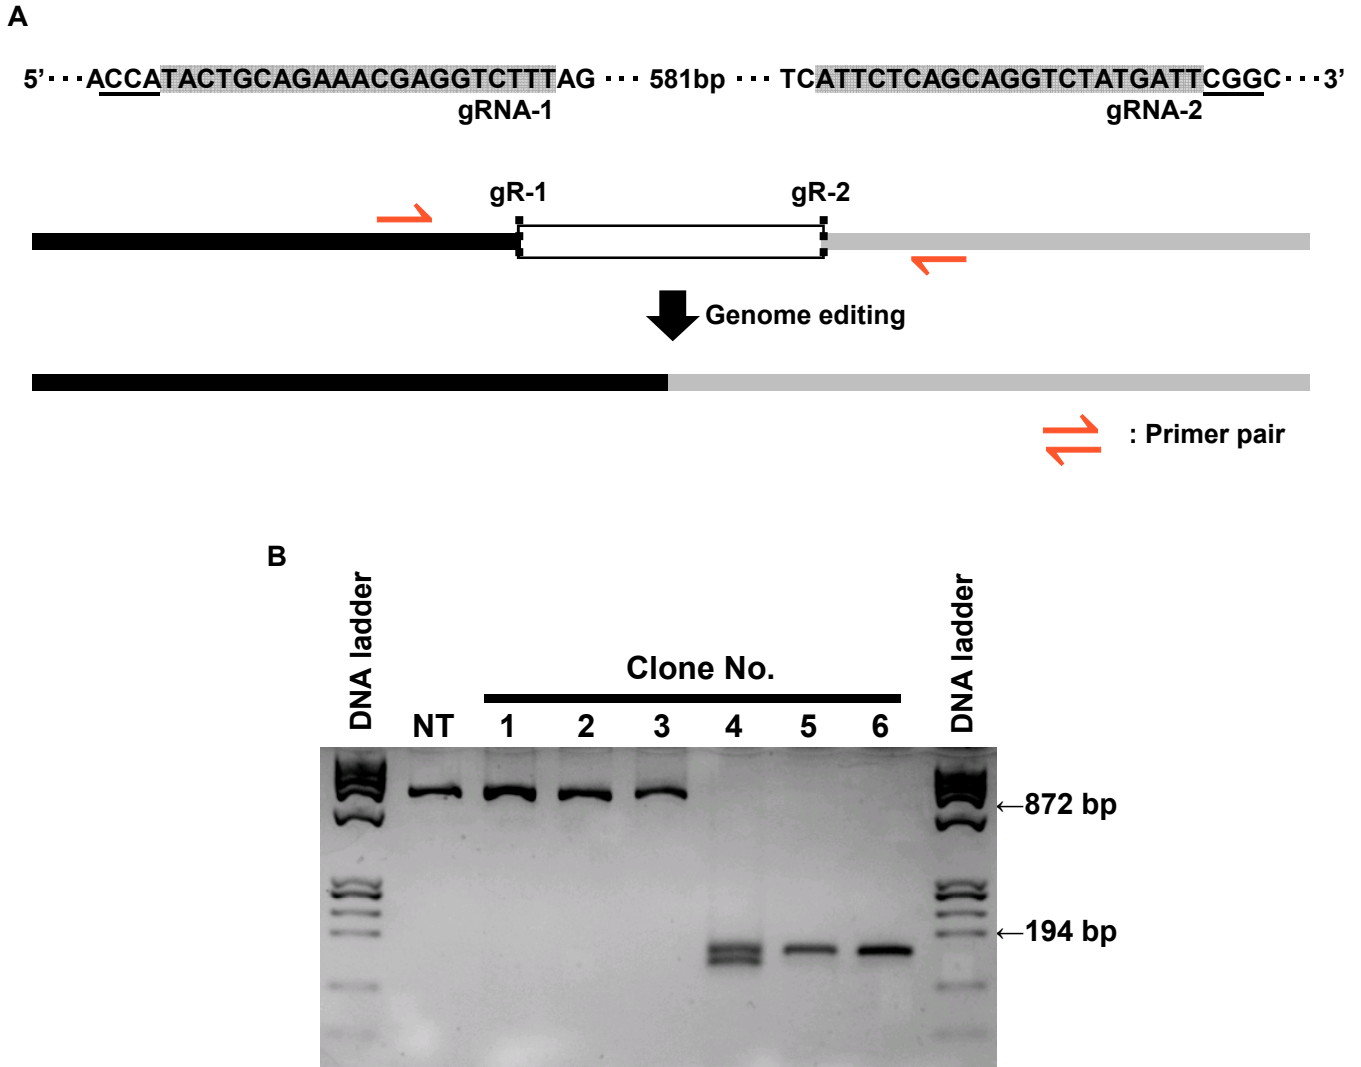 A
5’···ACCATACTGCAGAAACGAGGTCTTTAG ··· 581bp ··· TCATTCTCAGCAGGTCTATGATTCGGC···3’
gRNA-1 gRNA-2
gR-1 gR-2
Genome editing
: Primer pair
B
DNA ladder
DNA ladder
Clone No.
NT 1 2 3 4 5 6
←872 bp
←194 bp